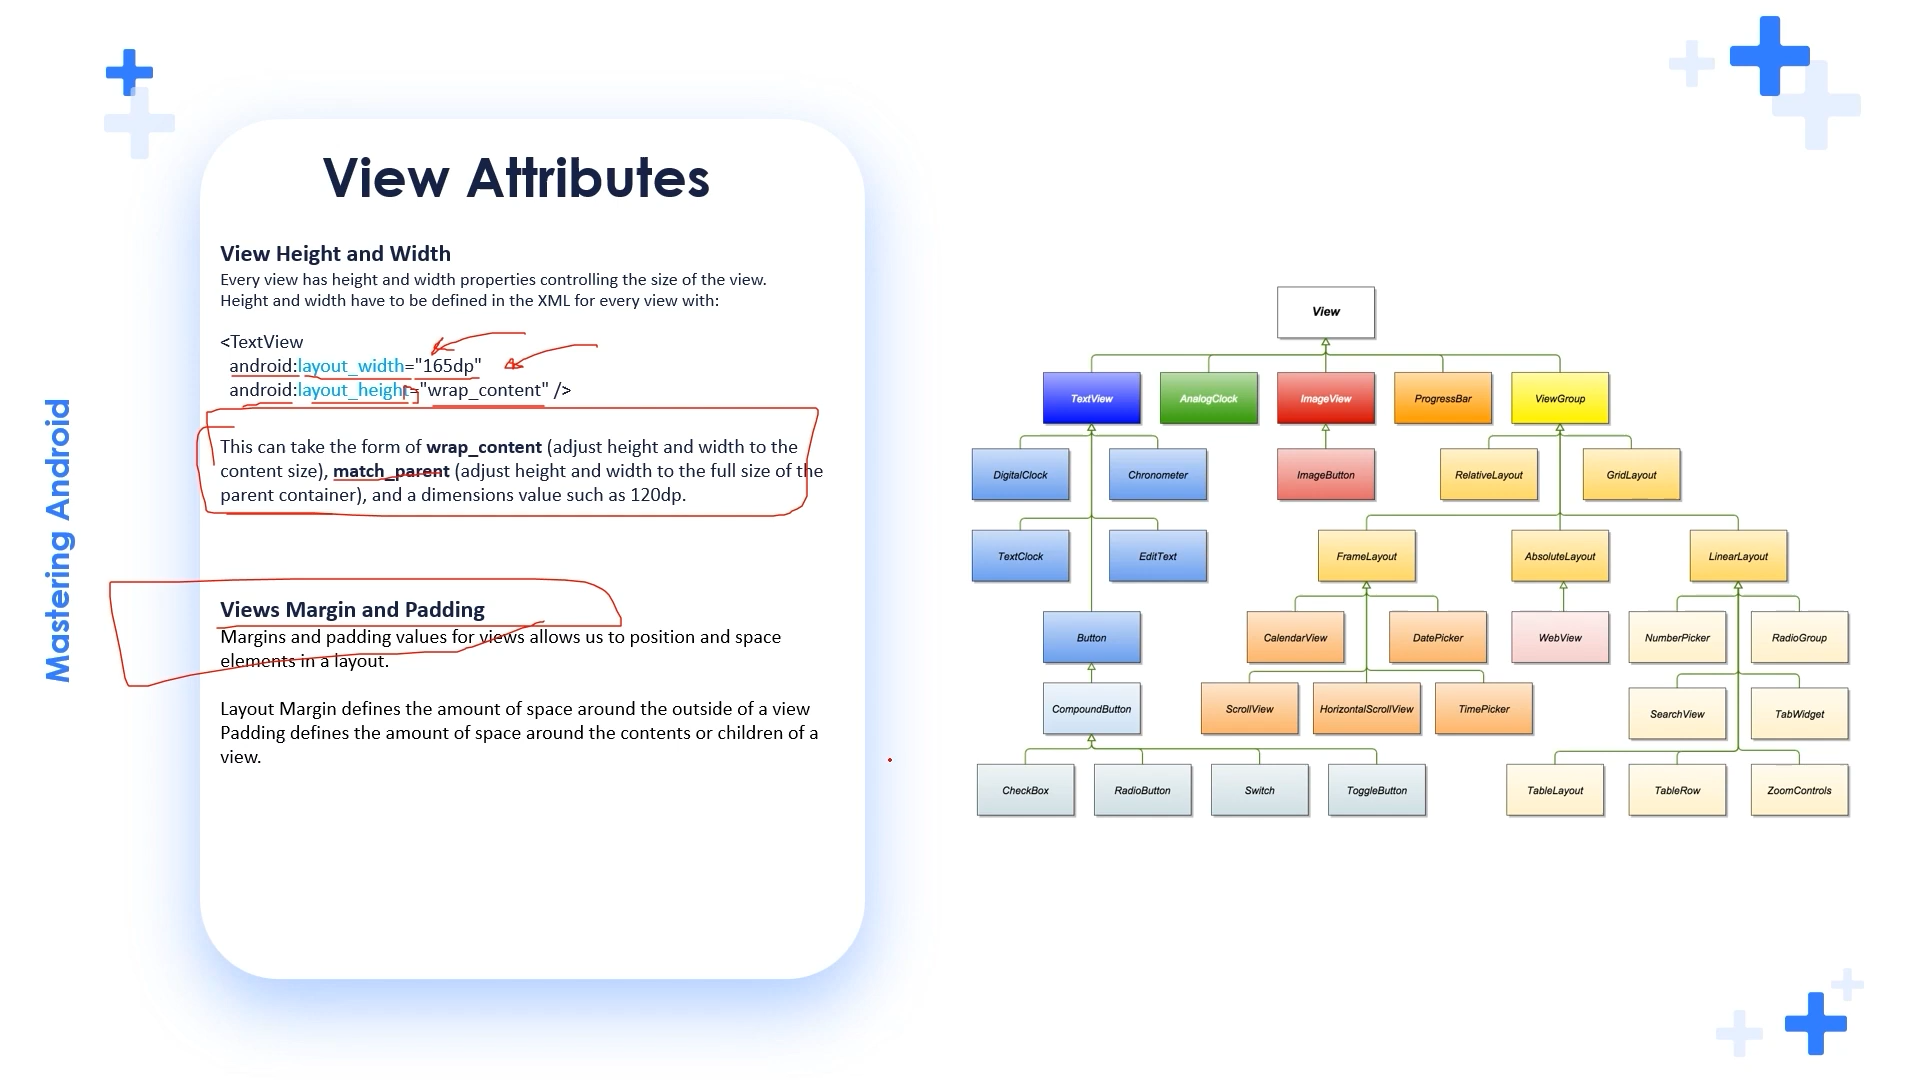 Mastering Android
View Attributes
View Height and Width
Every view has height and width properties controlling the size of the view.
Height and width have to be defined in the XML for every view with:
<TextView
android:layout_width="165dp"
android:layout_height="wrap_content" />
This can take the form of wrap_content (adjust height and width to the
content size), match_parent (adjust height and width to the full size of the
parent container), and a dimensions value such as 120dp.
Views Margin and Padding
Margins and padding values for views allows us to position and space
elements in a layout.
Layout Margin defines the amount of space around the outside of a view
Padding defines the amount of space around the contents or children of a
view.
View
TextView AnalogClock ImageView ProgressBar ViewGroup
DigitalClock Chronometer ImageButton RelativeLayout GridLayout
TextClock EditText FrameLayout AbsoluteLayout LinearLayout
Button CalendarView DatePicker WebView NumberPicker RadioGroup
CompoundButton ScrollView HorizontalScrollView TimePicker SearchView TabWidget
CheckBox RadioButton Switch ToggleButton TableLayout TableRow ZoomControls